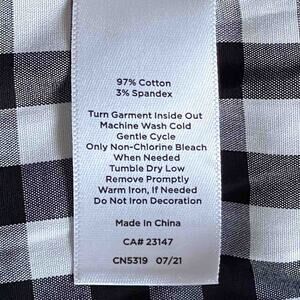 97% Cotton
3% Spandex
Turn Garment Inside Out
Machine Wash Cold
Gentle Cycle
Only Non-Chlorine Bleach
When Needed
Tumble Dry Low
Remove Promptly
Warm Iron, If Needed
Do Not Iron Decoration
Made In China
CA# 23147
CN5319 07/21